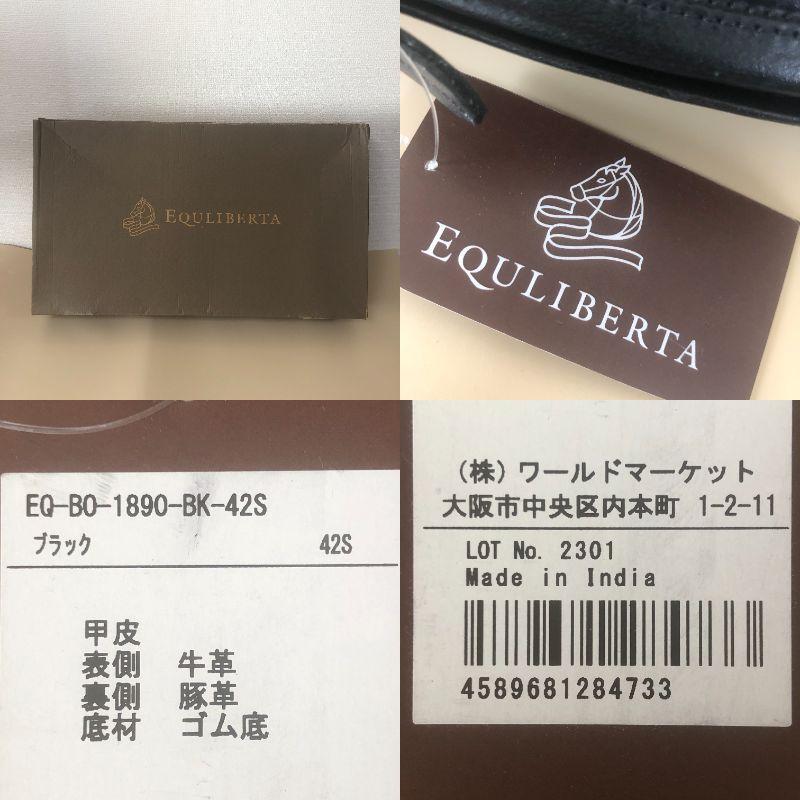 EQULIBERTA
EQULIBERTA
EQ-BO-1890-BK-42S
ブラック 42S
甲皮
表側 牛革
裏側 豚革
底材 ゴム底
(株)ワールドマーケット
大阪市中央区内本町 1-2-11
LOT No. 2301
Made in India
4589681284733